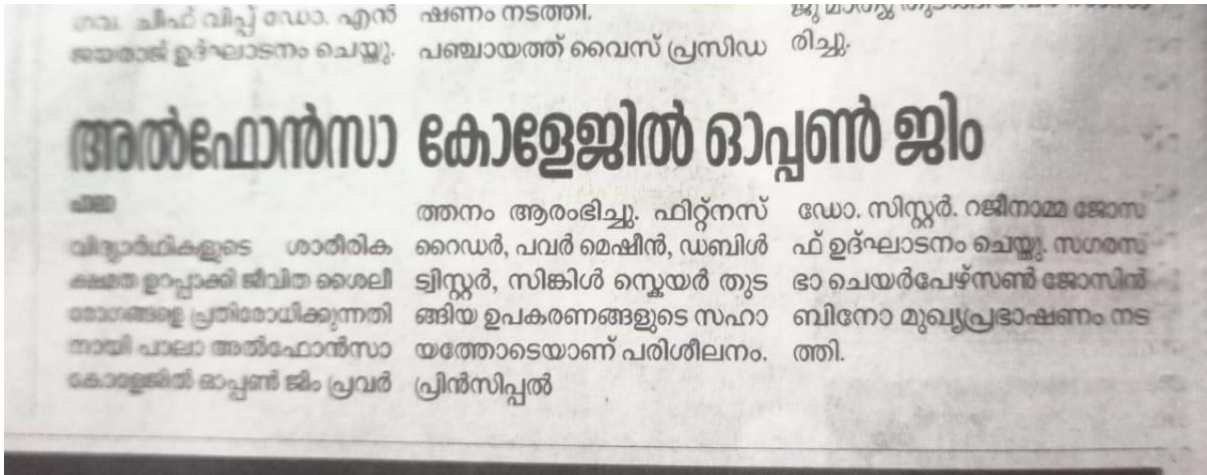 ഗവ. ചീഫ് വിപ്പ് ഡോ. എൻ
ജയരാജ് ഉദ്ഘാടനം ചെയ്തു.
ഷണം നടത്തി.
പഞ്ചായത്ത് വൈസ് പ്രസിഡ
രിച്ചു.
അൽഫോൻസാ കോളേജിൽ ഓപ്പൺ ജിം
പാലാ
വിദ്യാർഥികളുടെ ശാരീരിക
ക്ഷമത ഉറപ്പാക്കി ജീവിത ശൈലീ
രോഗങ്ങളെ പ്രതിരോധിക്കുന്നതി
നായി പാലാ അൽഫോൻസാ
കോളേജിൽ ഓപ്പൺ ജിം പ്രവർ
ത്തനം ആരംഭിച്ചു. ഫിറ്റ്നസ്
റൈഡർ, പവർ മെഷീൻ, ഡബിൾ
ട്വിസ്റ്റർ, സിങ്കിൾ സ്കെയർ തുട
ങ്ങിയ ഉപകരണങ്ങളുടെ സഹാ
യത്തോടെയാണ് പരിശീലനം.
പ്രിൻസിപ്പൽ
ഡോ. സിസ്റ്റർ. റജീനാമ്മ ജോസ
ഫ് ഉദ്ഘാടനം ചെയ്തു. നഗരസ
ഭാ ചെയർപേഴ്സൺ ജോസിൻ
ബിനോ മുഖ്യപ്രഭാഷണം നട
ത്തി.